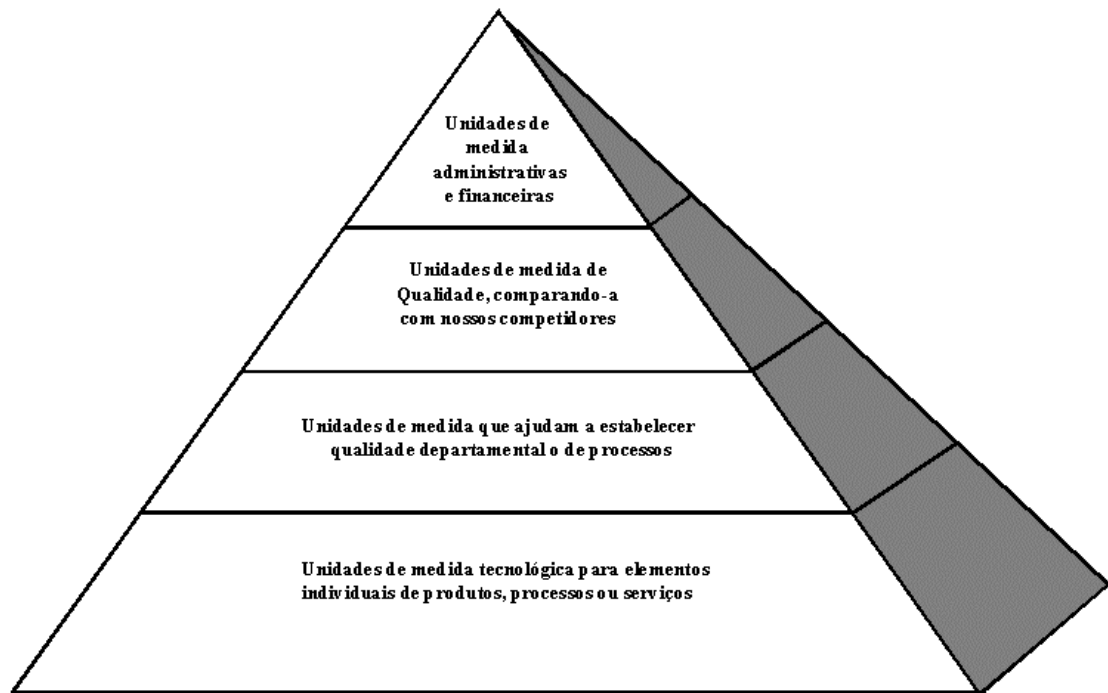 Unidades de
medida
administrativas
e financeiras
Unidades de medida de
Qualidade, comparando-a
com nossos competidores
Unidades de medida que ajudam a estabelecer
qualidade departamental o de processos
Unidades de medida tecnológica para elementos
individuais de produtos, processos ou serviços